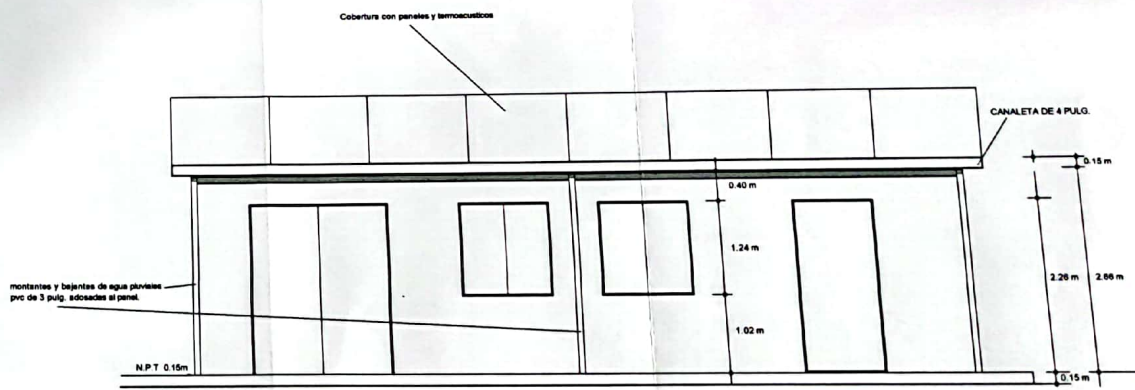 Cobertura con paneles y termoacusticos
CANALETA DE 4 PULG.
0.15 m
0.40 m
1.24 m
2.26 m
2.66 m
montantes y bajantes de agua pluviales
pvc de 3 pulg. adosadas al panel.
1.02 m
N.P.T 0.15m
0.15 m